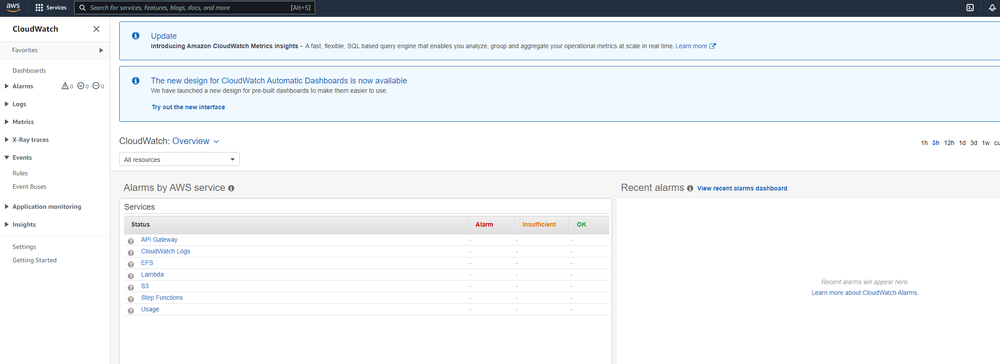 aws
Services
Search for services, features, blogs, docs, and more
[Alt+S]
CloudWatch
Favorites
Dashboards
Alarms 0 0 0
Logs
Metrics
X-Ray traces
Events
Rules
Event Buses
Application monitoring
Insights
Settings
Getting Started
Update
Introducing Amazon CloudWatch Metrics Insights - A fast, flexible, SQL based query engine that enables you analyze, group and aggregate your operational metrics at scale in real time. Learn more
The new design for CloudWatch Automatic Dashboards is now available
We have launched a new design for pre-built dashboards to make them easier to use.
Try out the new interface
CloudWatch: Overview
1h 3h 12h 1d 3d 1w cu
All resources
Alarms by AWS service
Services
Status Alarm Insufficient OK
API Gateway - - -
CloudWatch Logs - - -
EFS - - -
Lambda - - -
S3 - - -
Step Functions - - -
Usage - - -
Recent alarms View recent alarms dashboard
Recent alarms will appear here.
Learn more about CloudWatch Alarms.